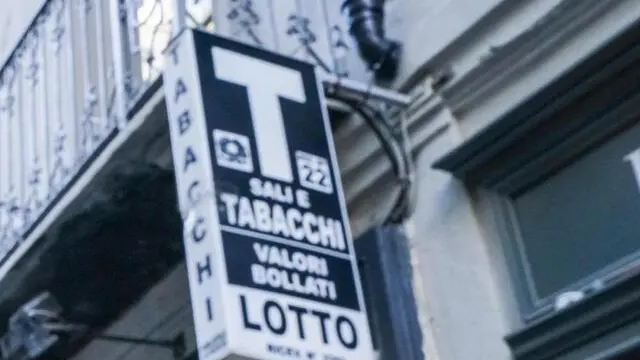 TABACCHI
T
22
SALI E
TABACCHI
VALORI
BOLLATI
LOTTO